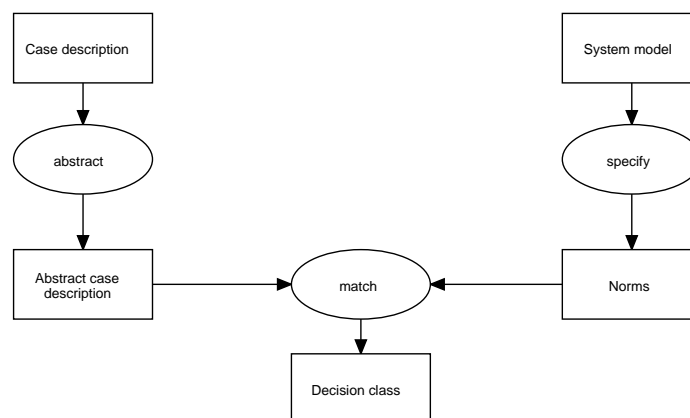 Case description
System model
abstract
specify
Abstract case
description
match
Norms
Decision class